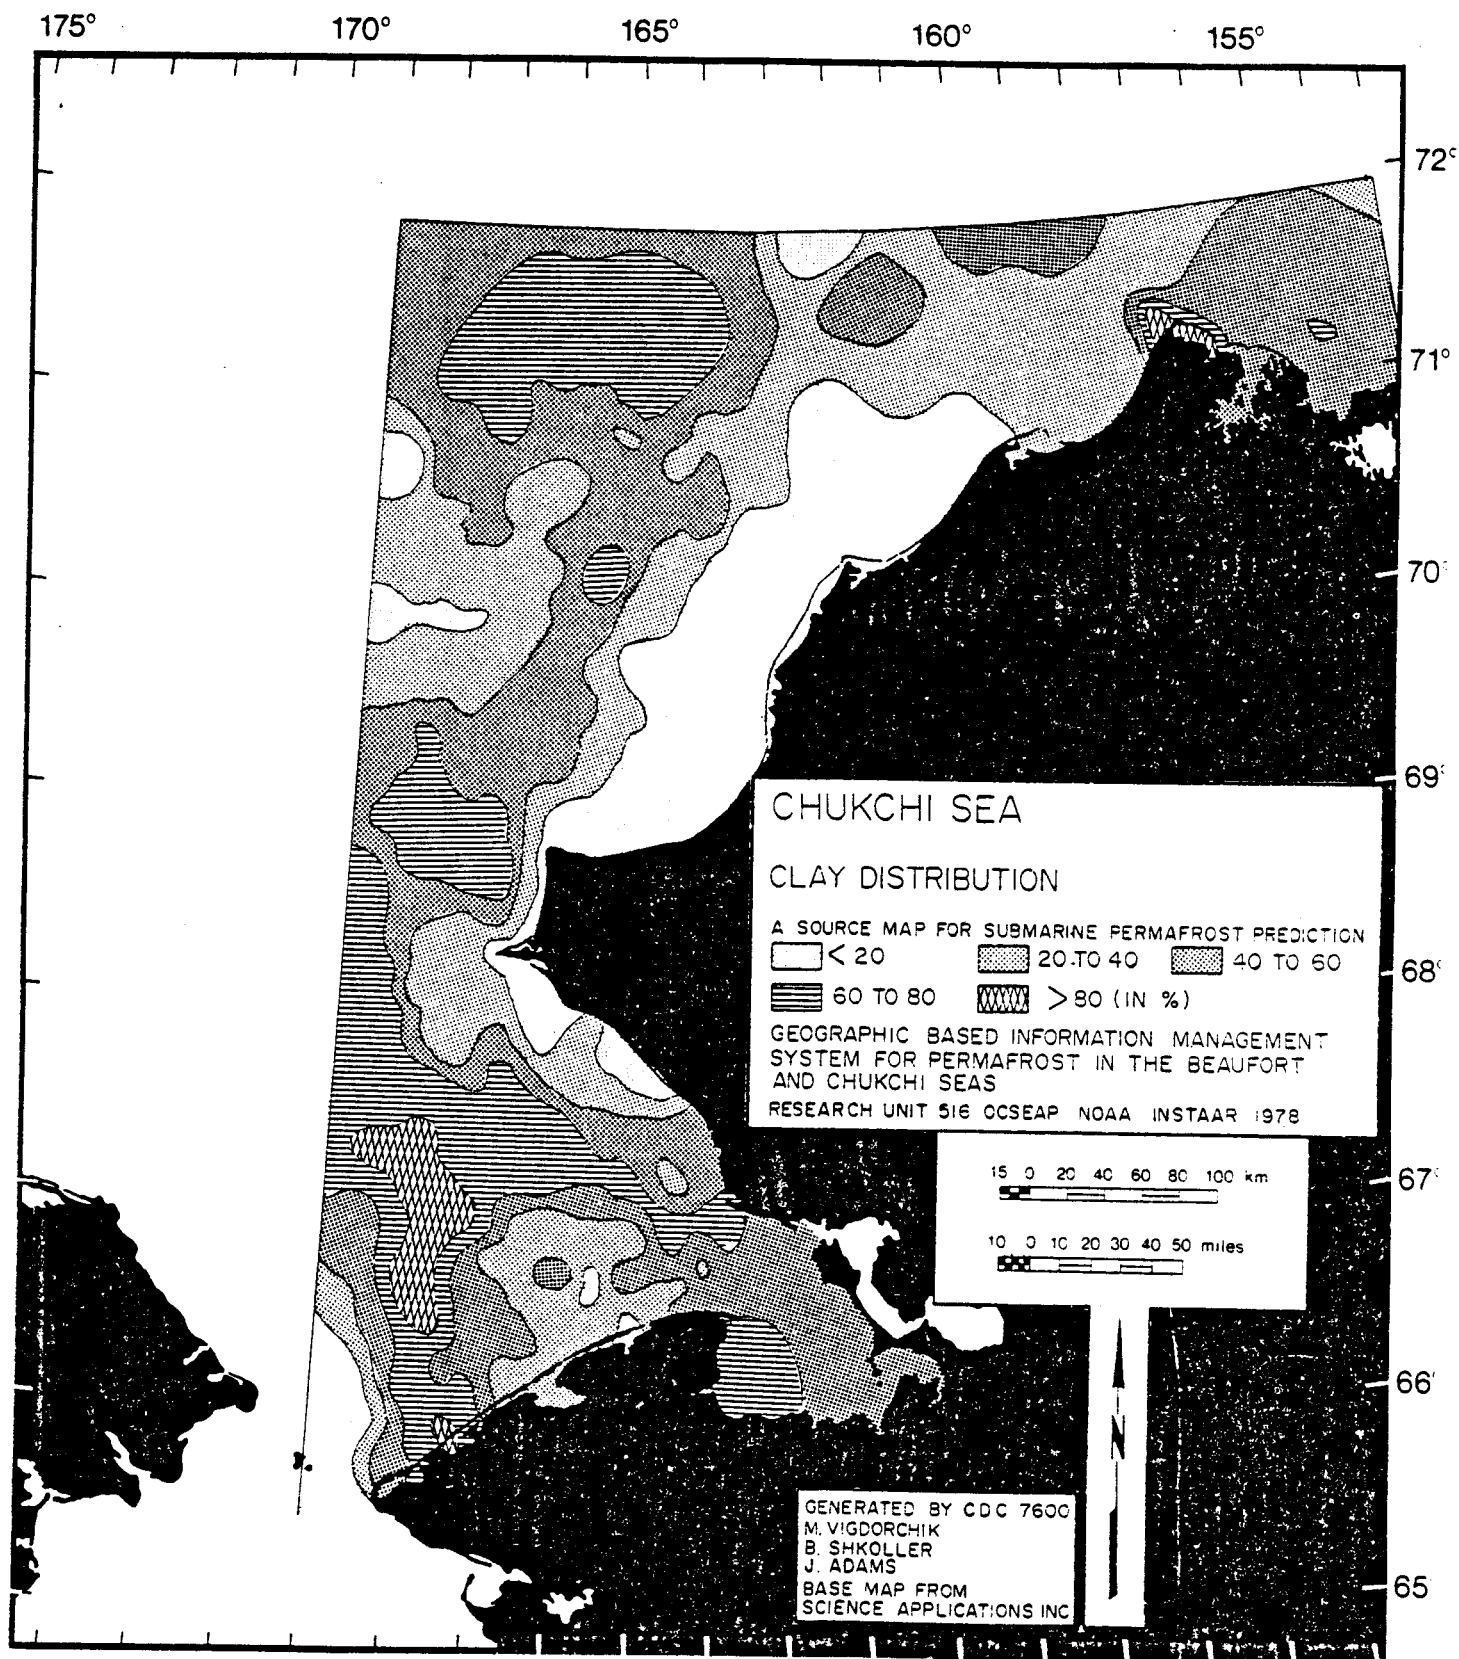 175° 170° 165° 160° 155°
72°
71°
70°
69°
CHUKCHI SEA
CLAY DISTRIBUTION
A SOURCE MAP FOR SUBMARINE PERMAFROST PREDICTION
< 20 20 TO 40 40 TO 60
68°
60 TO 80 > 80 (IN %)
GEOGRAPHIC BASED INFORMATION MANAGEMENT
SYSTEM FOR PERMAFROST IN THE BEAUFORT
AND CHUKCHI SEAS
RESEARCH UNIT 516 OCSEAP NOAA INSTAAR 1978
67°
15 0 20 40 60 80 100 km
10 0 10 20 30 40 50 miles
66°
N
GENERATED BY CDC 7600
M. VIGDORCHIK
B. SHKOLLER
J. ADAMS
BASE MAP FROM
SCIENCE APPLICATIONS INC
65